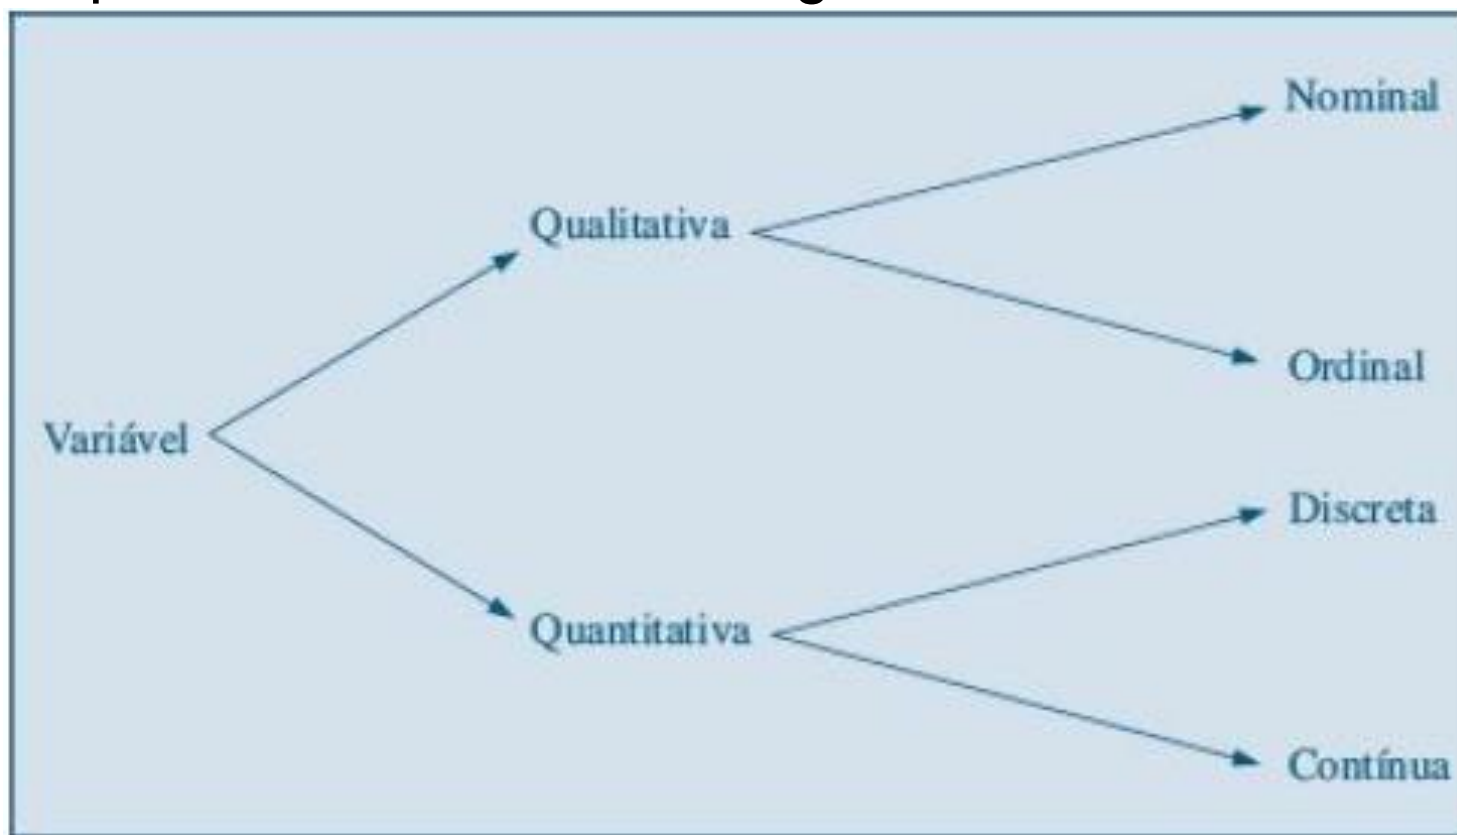 Nominal
Qualitativa
Ordinal
Variável
Discreta
Quantitativa
Contínua